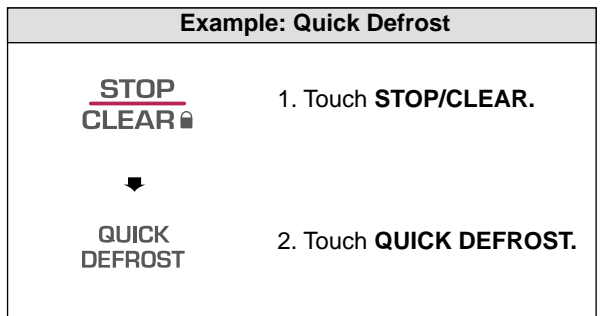 Example: Quick Defrost
STOP
CLEAR
1. Touch STOP/CLEAR.
QUICK
DEFROST
2. Touch QUICK DEFROST.